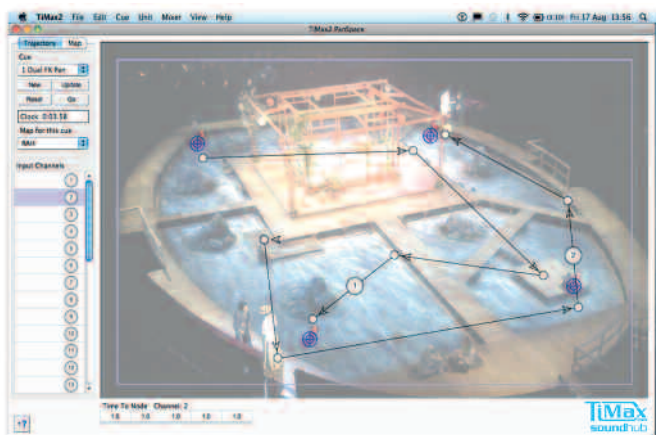 TiMax2 File Edit Cue Unit Mixer View Help Fri 17 Aug 13:56
TiMax2 PanSpace
Trajectory Map
Cue
1 Dual FX Pan
New Update
Reset Go
Clock 0:03.58
Map for this cue
RAH
Input Channels
1
2
3
4
5
6
7
8
9
10
11
12
13
1
2
Time To Node Channel: 2
1.0 1.0 1.0 1.0 1.0
+?
TiMax
soundhub